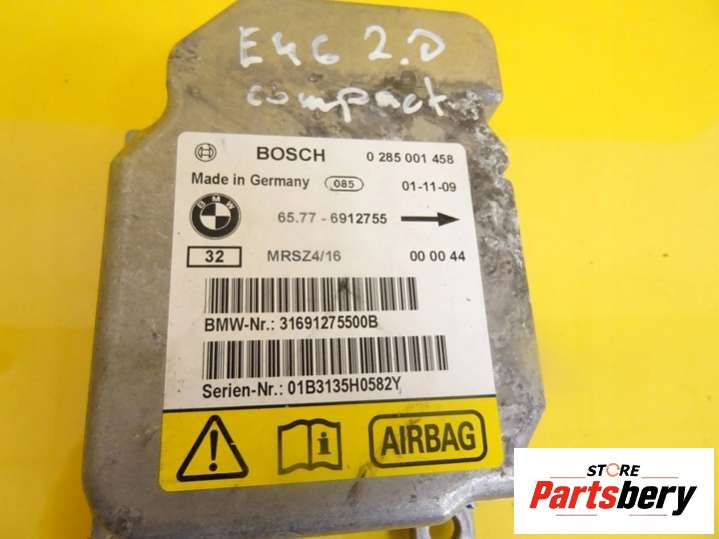 E46 2.0
compact
BOSCH 0 285 001 458
Made in Germany 085 01-11-09
BMW 65.77 - 6912755
32 MRSZ4/16 00 00 44
BMW-Nr.: 31691275500B
Serien-Nr.: 01B3135H0582Y
AIRBAG
STORE
Partsbery